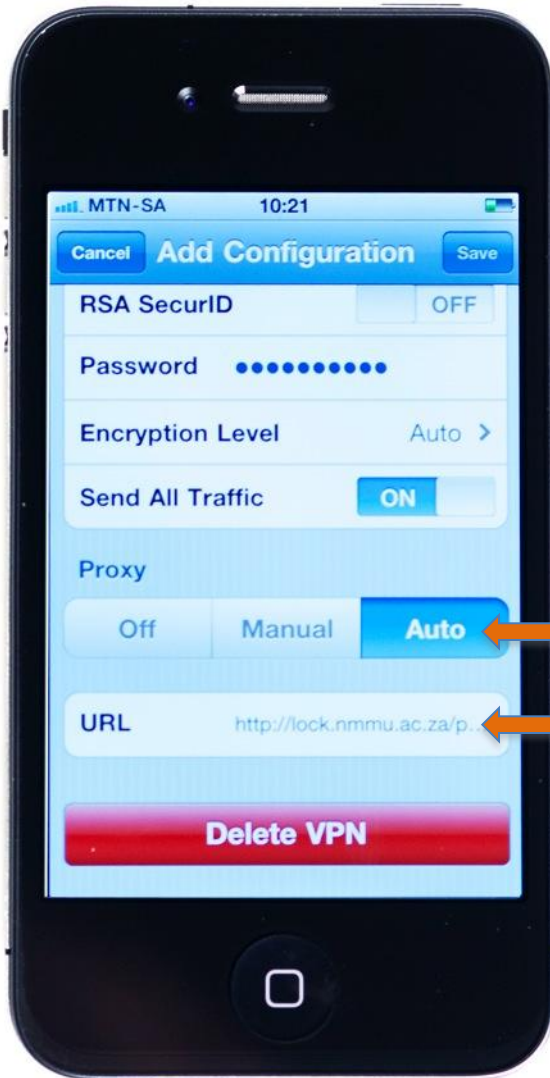 MTN-SA 10:21
Cancel Add Configuration Save
RSA SecurID OFF
Password ••••••••••
Encryption Level Auto >
Send All Traffic ON
Proxy
Off Manual Auto
URL http://lock.nmmu.ac.za/p...
Delete VPN